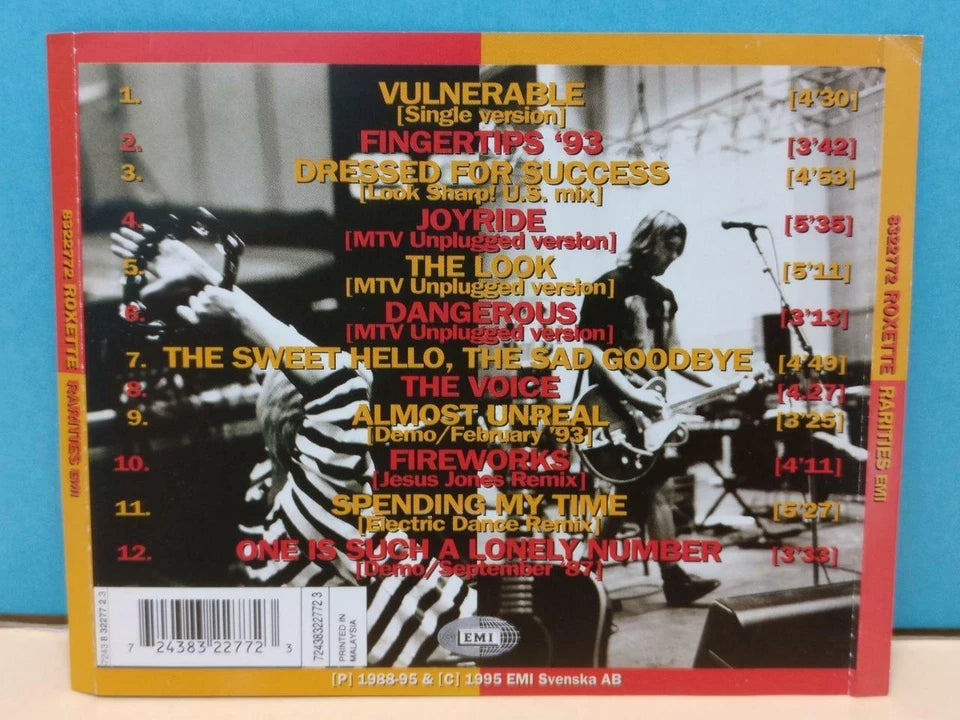 1. VULNERABLE [4'30]
[Single version]
2. FINGERTIPS '93 [3'42]
3. DRESSED FOR SUCCESS [4'53]
[Look Sharp! U.S. mix]
4. JOYRIDE [5'35]
[MTV Unplugged version]
5. THE LOOK [5'11]
[MTV Unplugged version]
6. DANGEROUS [3'13]
[MTV Unplugged version]
7. THE SWEET HELLO, THE SAD GOODBYE [4'49]
8. THE VOICE [4.27]
9. ALMOST UNREAL [3'25]
[Demo/February '93]
10. FIREWORKS [4'11]
[Jesus Jones Remix]
11. SPENDING MY TIME [5'27]
[Electric Dance Remix]
12. ONE IS SUCH A LONELY NUMBER [3'33]
[Demo/September '87]
8322772 ROXETTE RARITIES EMI
8322772 ROXETTE RARITIES EMI
7243 8 32277 2 3
7 24383 22772 3
724383227723
PRINTED IN
MALAYSIA
EMI
[P] 1988-95 & [C] 1995 EMI Svenska AB